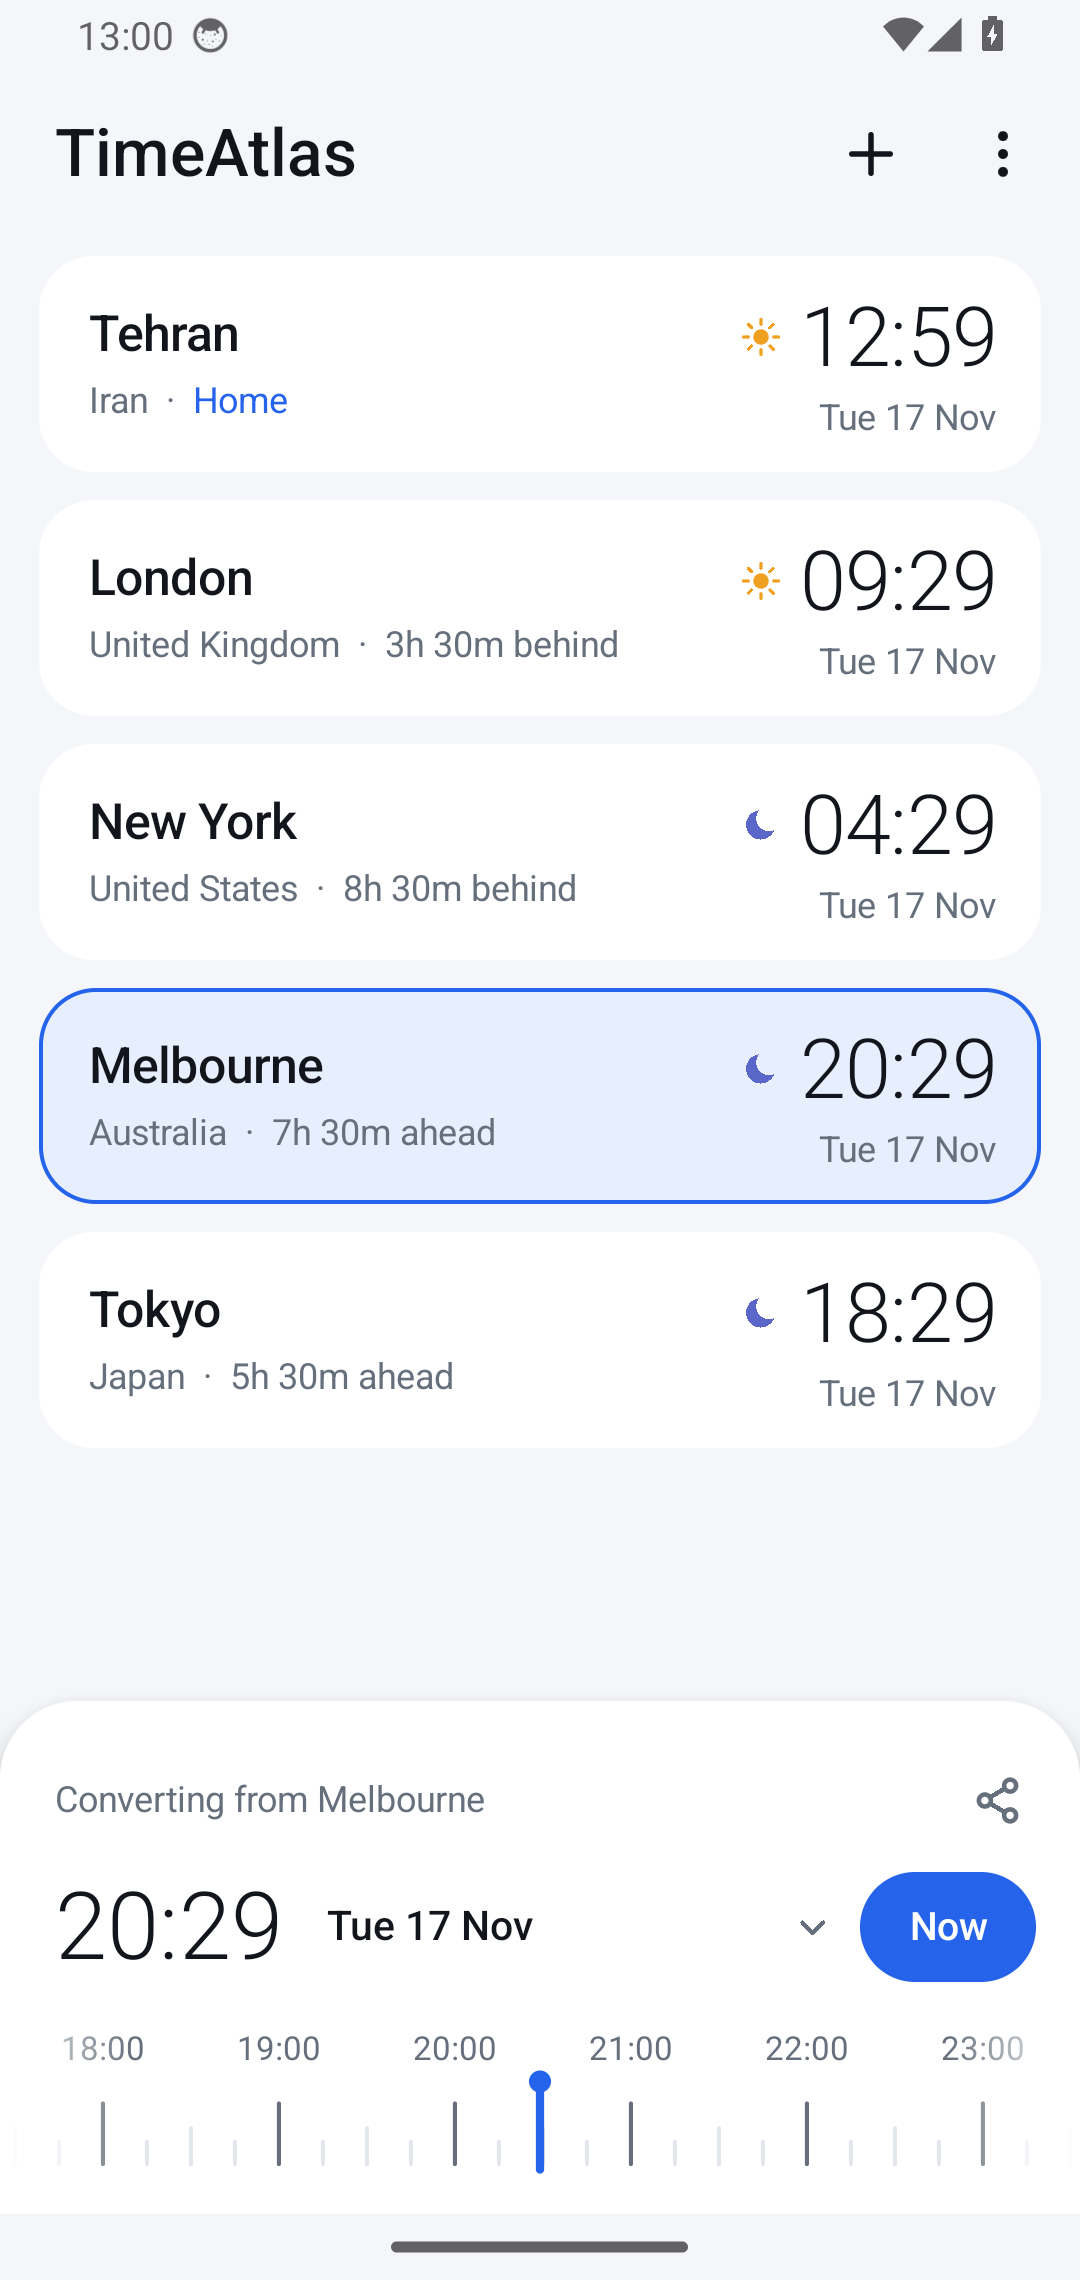 13:00
TimeAtlas
Tehran
12:59
Iran · Home
Tue 17 Nov
London
09:29
United Kingdom · 3h 30m behind
Tue 17 Nov
New York
04:29
United States · 8h 30m behind
Tue 17 Nov
Melbourne
20:29
Australia · 7h 30m ahead
Tue 17 Nov
Tokyo
18:29
Japan · 5h 30m ahead
Tue 17 Nov
Converting from Melbourne
20:29 Tue 17 Nov Now
18:00 19:00 20:00 21:00 22:00 23:00